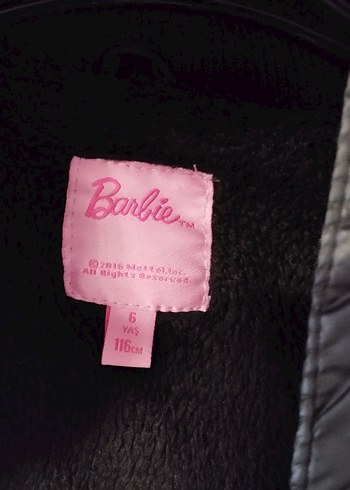 Barbie™
©2016 Mattel, Inc.
All Rights Reserved.
6
YAŞ
116CM